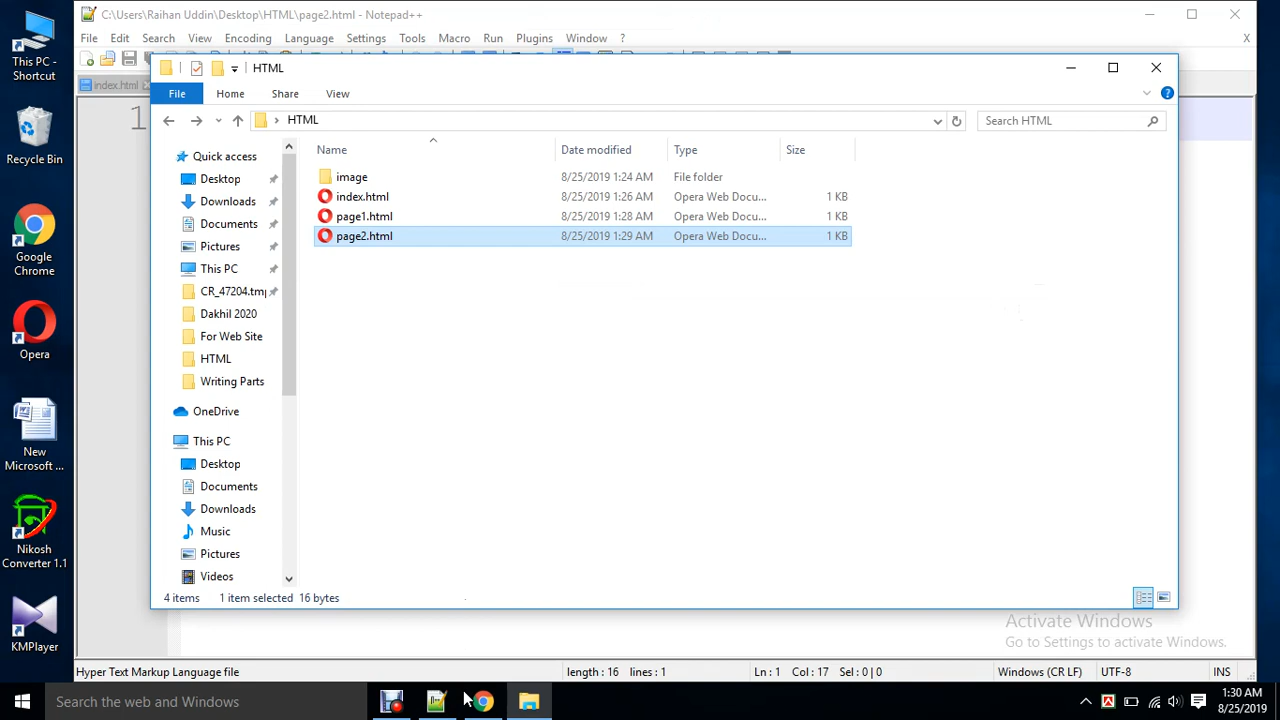 C:\Users\Raihan Uddin\Desktop\HTML\page2.html - Notepad++
File Edit Search View Encoding Language Settings Tools Macro Run Plugins Window ? X
This PC - Shortcut
Recycle Bin
Google Chrome
Opera
New Microsoft ...
Nikosh Converter 1.1
KMPlayer
index.html
1
HTML
File Home Share View
HTML
Search HTML
Name Date modified Type Size
image 8/25/2019 1:24 AM File folder
index.html 8/25/2019 1:26 AM Opera Web Docu... 1 KB
page1.html 8/25/2019 1:28 AM Opera Web Docu... 1 KB
page2.html 8/25/2019 1:29 AM Opera Web Docu... 1 KB
Quick access
Desktop
Downloads
Documents
Pictures
This PC
CR_47204.tmp
Dakhil 2020
For Web Site
HTML
Writing Parts
OneDrive
This PC
Desktop
Documents
Downloads
Music
Pictures
Videos
4 items 1 item selected 16 bytes
Activate Windows
Go to Settings to activate Windows.
Hyper Text Markup Language file length : 16 lines : 1 Ln : 1 Col : 17 Sel : 0 | 0 Windows (CR LF) UTF-8 INS
Search the web and Windows
1:30 AM
8/25/2019